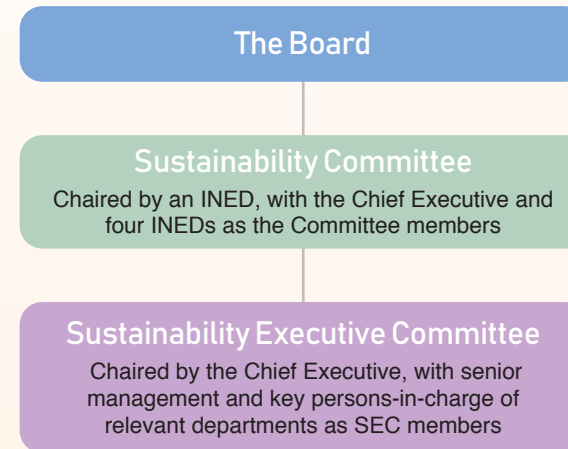 The Board
Sustainability Committee
Chaired by an INED, with the Chief Executive and
four INEDs as the Committee members
Sustainability Executive Committee
Chaired by the Chief Executive, with senior
management and key persons-in-charge of
relevant departments as SEC members